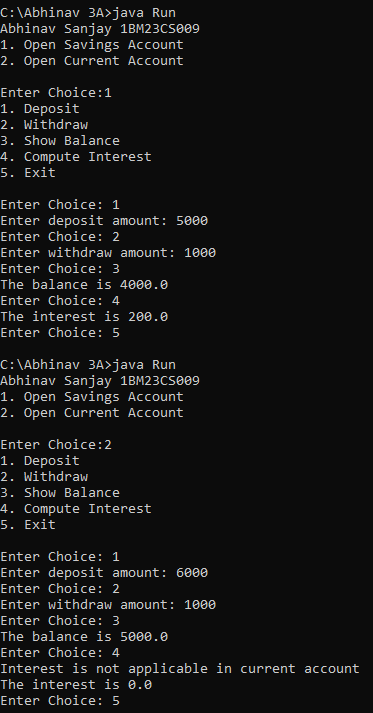 C:\Abhinav 3A>java Run
Abhinav Sanjay 1BM23CS009
1. Open Savings Account
2. Open Current Account
Enter Choice:1
1. Deposit
2. Withdraw
3. Show Balance
4. Compute Interest
5. Exit
Enter Choice: 1
Enter deposit amount: 5000
Enter Choice: 2
Enter withdraw amount: 1000
Enter Choice: 3
The balance is 4000.0
Enter Choice: 4
The interest is 200.0
Enter Choice: 5
C:\Abhinav 3A>java Run
Abhinav Sanjay 1BM23CS009
1. Open Savings Account
2. Open Current Account
Enter Choice:2
1. Deposit
2. Withdraw
3. Show Balance
4. Compute Interest
5. Exit
Enter Choice: 1
Enter deposit amount: 6000
Enter Choice: 2
Enter withdraw amount: 1000
Enter Choice: 3
The balance is 5000.0
Enter Choice: 4
Interest is not applicable in current account
The interest is 0.0
Enter Choice: 5